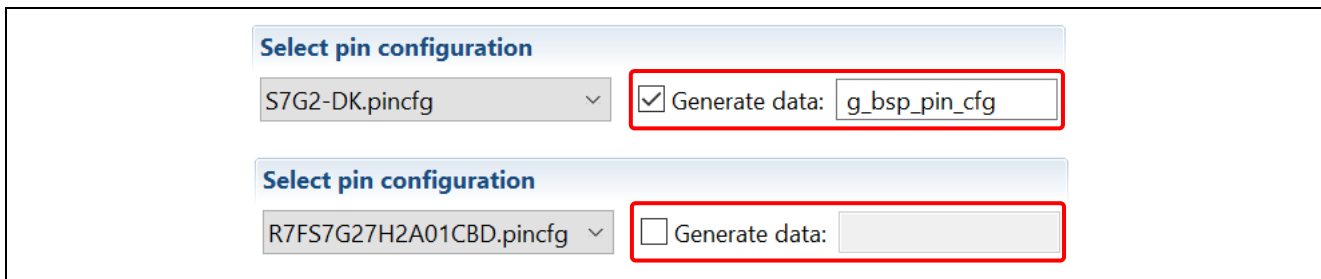 Select pin configuration
S7G2-DK.pincfg Generate data: g_bsp_pin_cfg
Select pin configuration
R7FS7G27H2A01CBD.pincfg Generate data: